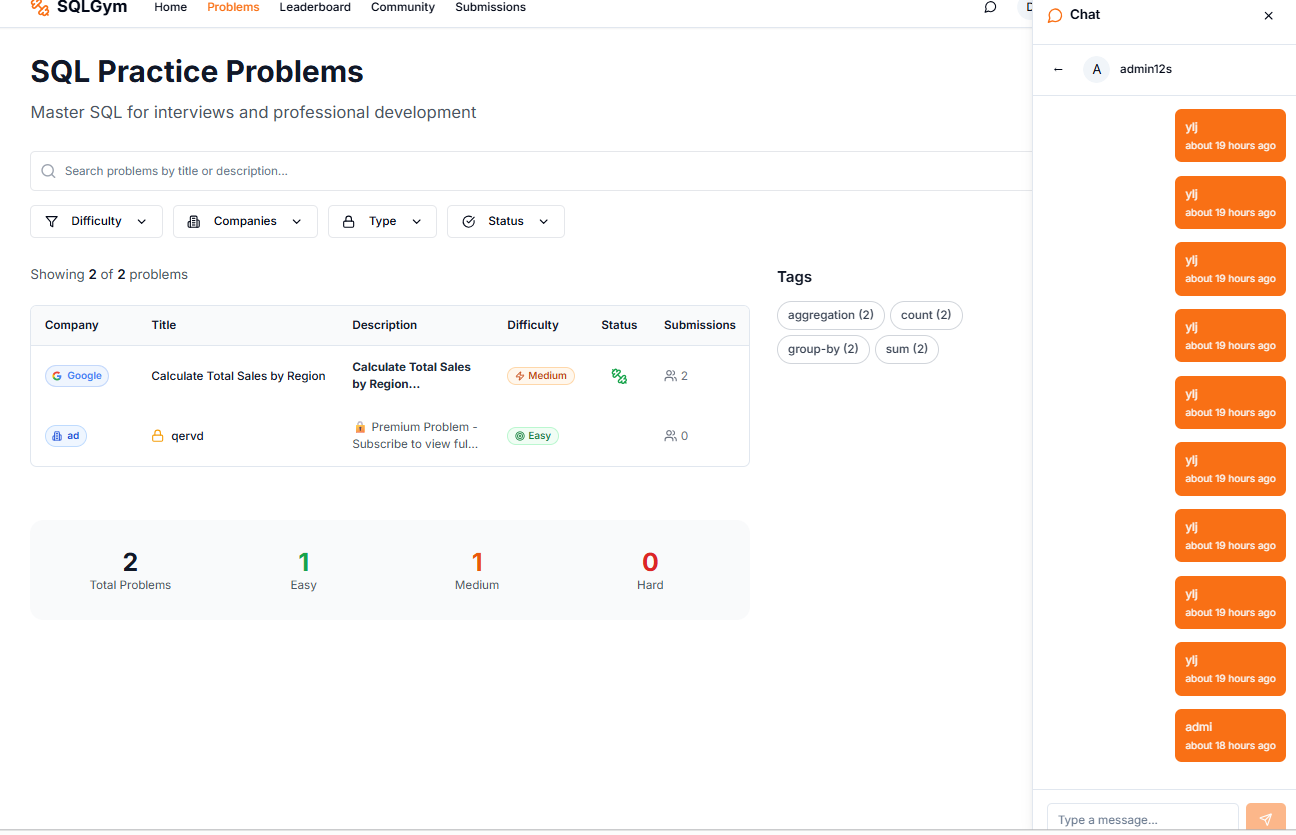 SQLGym Home Problems Leaderboard Community Submissions
SQL Practice Problems
Master SQL for interviews and professional development
Search problems by title or description...
Difficulty Companies Type Status
Showing 2 of 2 problems
Company Title Description Difficulty Status Submissions
Google Calculate Total Sales by Region Calculate Total Sales by Region... Medium 2
ad qervd 🔒 Premium Problem - Subscribe to view ful... Easy 0
Tags
aggregation (2) count (2)
group-by (2) sum (2)
2 1 1 0
Total Problems Easy Medium Hard
Chat
← A admin12s
ylj
about 19 hours ago
ylj
about 19 hours ago
ylj
about 19 hours ago
ylj
about 19 hours ago
ylj
about 19 hours ago
ylj
about 19 hours ago
ylj
about 19 hours ago
ylj
about 19 hours ago
ylj
about 19 hours ago
admi
about 18 hours ago
Type a message...